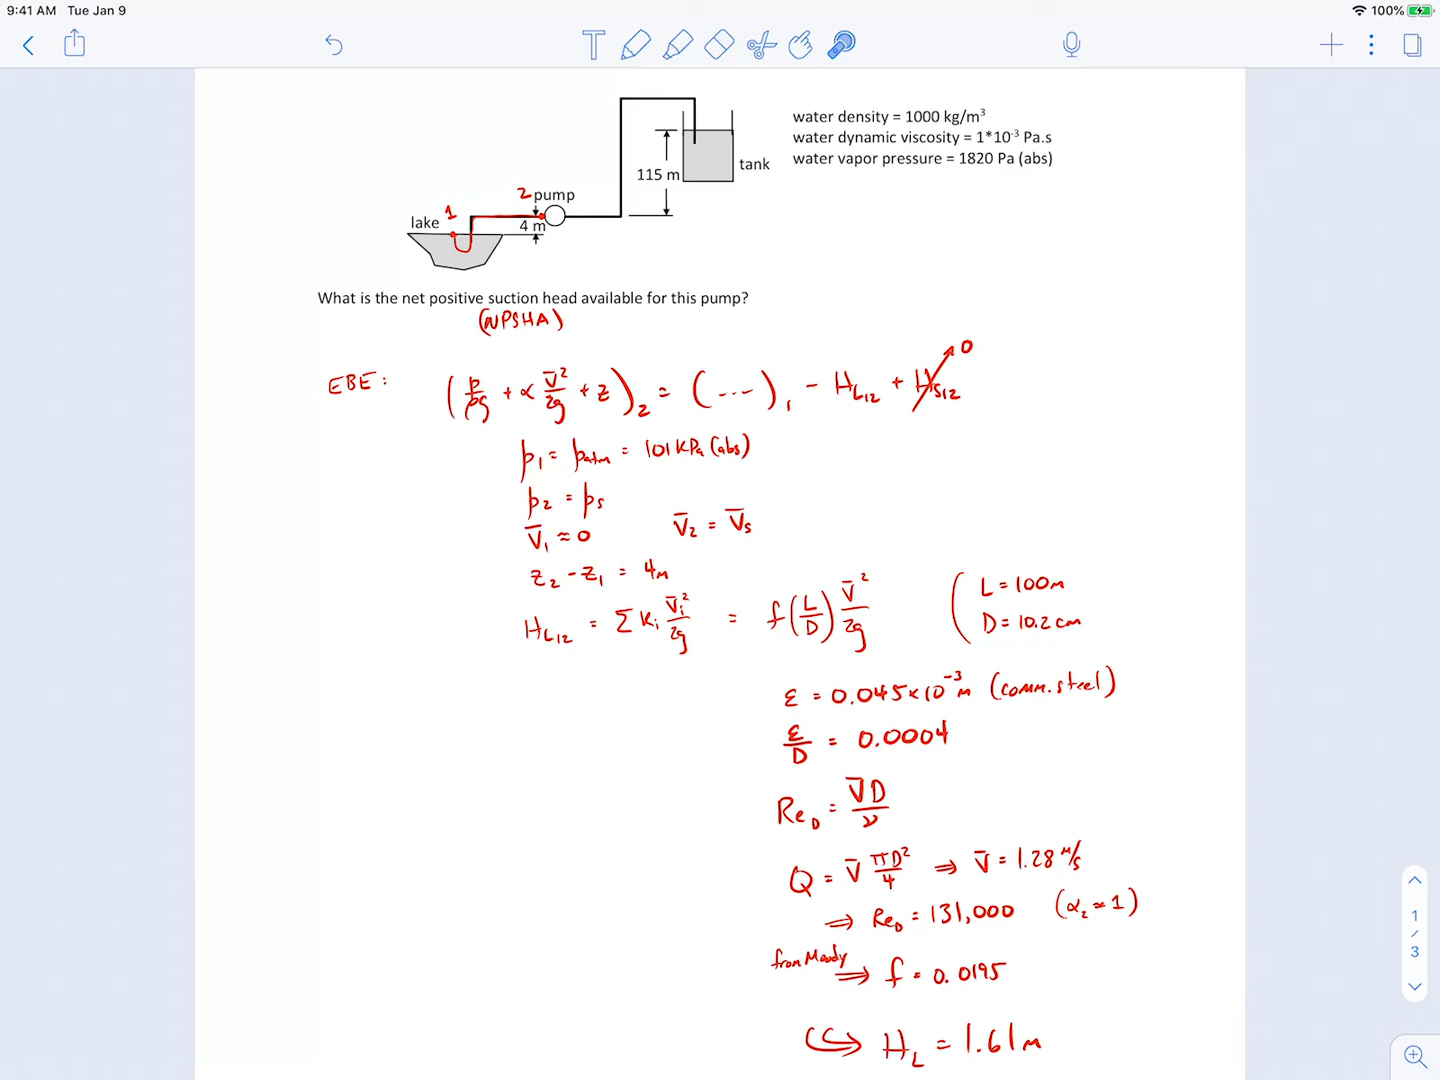 9:41 AM Tue Jan 9
100%
water density = 1000 kg/m³
water dynamic viscosity = 1*10⁻³ Pa.s
water vapor pressure = 1820 Pa (abs)
tank
115 m
2 pump
1
lake
4 m
What is the net positive suction head available for this pump?
(NPSHA)
EBE: (p/ρg + α V̄²/2g + z)₂ = (...)₁ - H_L12 + H_S12 → 0
p₁ = p_atm = 101 kPa (abs)
p₂ = p_s
V̄₁ ≈ 0 V̄₂ = V̄_s
z₂ - z₁ = 4m
H_L12 = Σ K_i V̄_i²/2g = f (L/D) V̄²/2g
( L = 100m
D = 10.2 cm
ε = 0.045×10⁻³ m (comm. steel)
ε/D = 0.0004
Re_D = V̄D/ν
Q = V̄ πD²/4 ⇒ V̄ = 1.28 m/s
⇒ Re_D = 131,000 (α₂ ≈ 1)
from Moody ⇒ f = 0.0195
↪ H_L = 1.61m
1
/
3